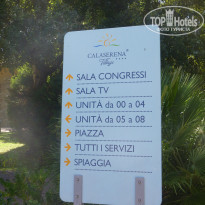 TOP HOTELS
CALASERENA
Village
SALA CONGRESSI
SALA TV
UNITÀ da 00 a 04
UNITÀ da 05 a 08
PIAZZA
TUTTI I SERVIZI
SPIAGGIA